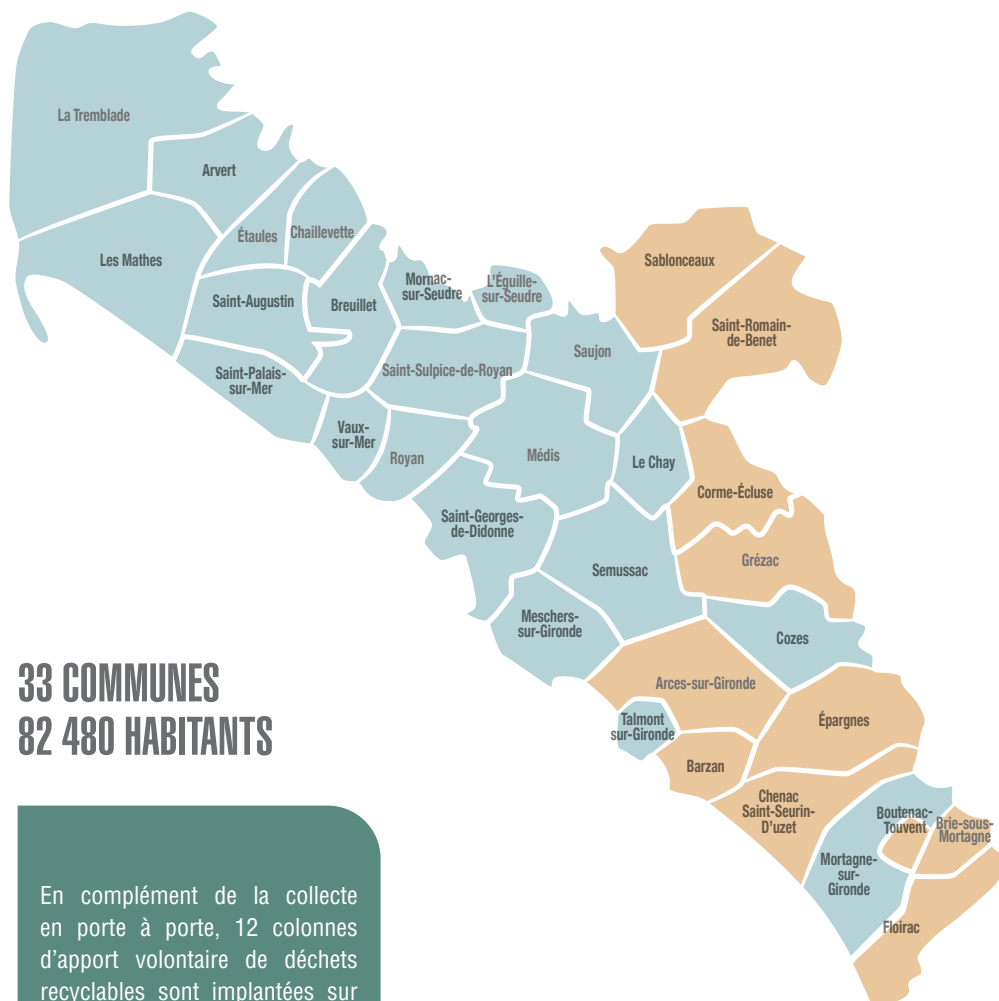 La Tremblade
Arvert
Les Mathes
Étaules
Chaillevette
Saint-Augustin
Breuillet
Mornac-
sur-Seudre
L'Éguille-
sur-Seudre
Sablonceaux
Saint-Romain-
de-Benet
Saujon
Saint-Sulpice-de-Royan
Saint-Palais-
sur-Mer
Vaux-
sur-Mer
Royan
Médis
Le Chay
Corme-Écluse
Saint-Georges-
de-Didonne
Semussac
Grézac
Meschers-
sur-Gironde
Cozes
Arces-sur-Gironde
Talmont
sur-Gironde
Épargnes
Barzan
Chenac
Saint-Seurin-
D'uzet
Boutenac-
Touvent
Brie-sous-
Mortagne
Mortagne-
sur-
Gironde
Floirac
33 COMMUNES
82 480 HABITANTS
En complément de la collecte
en porte à porte, 12 colonnes
d'apport volontaire de déchets
recyclables sont implantées sur